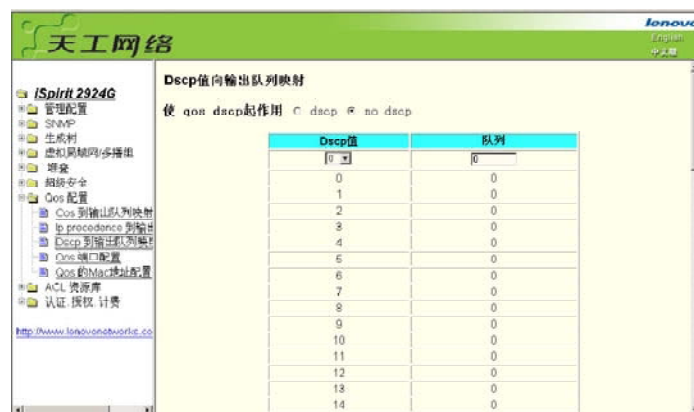 天工网络
lenovo
English
中文版
iSpirit 2924G
管理配置
SNMP
生成树
虚拟局域网/多播组
堆叠
超级安全
Qos 配置
Cos 到输出队列映射
Ip precedence 到输出
Dscp 到输出队列映射
Qos 端口配置
Qos 的Mac地址配置
ACL 资源库
认证.授权.计费
http://www.lenovonetworks.co
Dscp值向输出队列映射
使 qos dscp起作用 dscp no dscp
Dscp值 队列
0 0
0 0
1 0
2 0
3 0
4 0
5 0
6 0
7 0
8 0
9 0
10 0
11 0
12 0
13 0
14 0